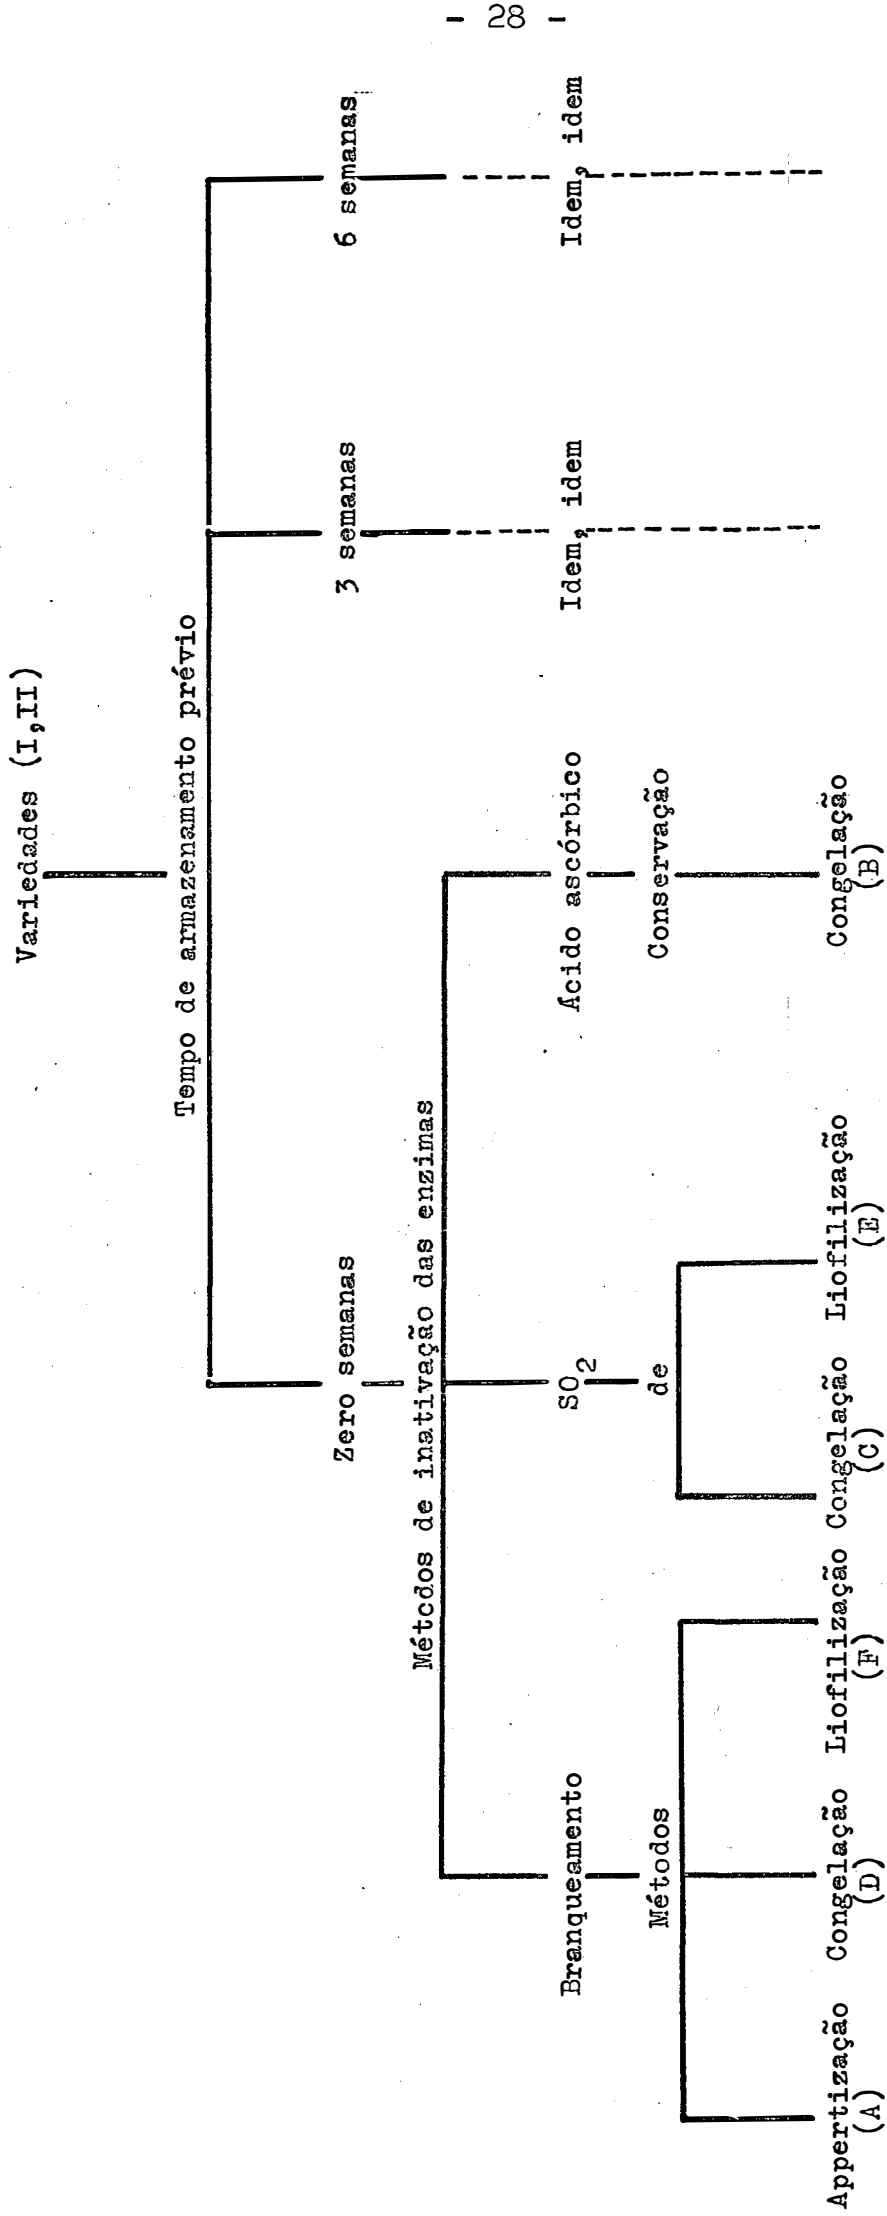 - 28 -
Variedades (I,II)
Tempo de armazenamento prévio
Zero semanas
3 semanas
6 semanas
Métodos de inativação das enzimas
Branqueamento
SO2
Ácido ascórbico
Idem, idem
Idem, idem
Métodos
de
Conservação
Appertização
(A)
Congelação
(D)
Liofilização
(F)
Congelação
(C)
Liofilização
(E)
Congelação
(B)